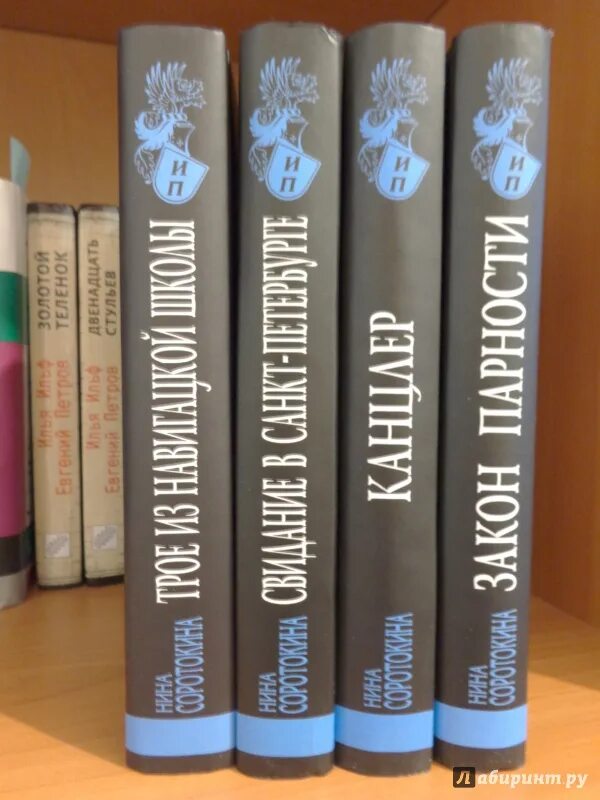 ЗОЛОТОЙ
ТЕЛЕНОК
Илья Ильф
Евгений Петров
ДВЕНАДЦАТЬ
СТУЛЬЕВ
Илья Ильф
Евгений Петров
И
П
ТРОЕ ИЗ НАВИГАЦКОЙ ШКОЛЫ
НИНА
СОРОТОКИНА
И
П
СВИДАНИЕ В САНКТ-ПЕТЕРБУРГЕ
НИНА
СОРОТОКИНА
И
П
КАНЦЛЕР
НИНА
СОРОТОКИНА
И
П
ЗАКОН ПАРНОСТИ
НИНА
СОРОТОКИНА
Лабиринт.ру